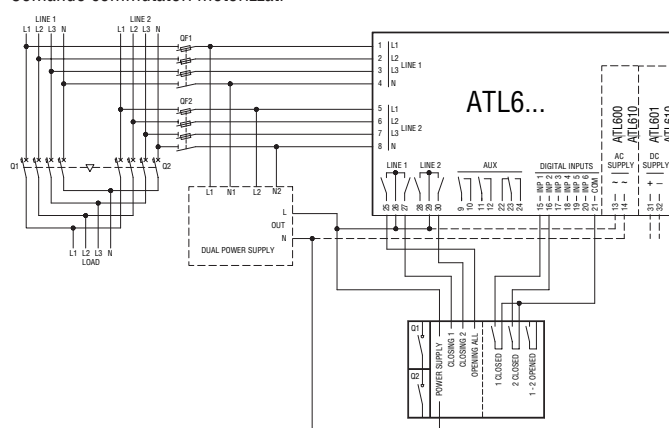 LINE 1
LINE 2
L1 L2 L3 N
L1 L2 L3 N
QF1
1 L1
2 L2
3 L3
4 N
LINE 1
QF2
5 L1
6 L2
7 L3
8 N
LINE 2
ATL6...
ATL600
ATL610
ATL601
AC
SUPPLY
DC
SUPPLY
~ ~
+ –
Q1
Q2
LINE 1
LINE 2
AUX
DIGITAL INPUTS
INP 1
INP 2
INP 3
INP 4
INP 5
INP 6
COM
25 26 27 28 29 30
9 10 11 12 22 23 24
15 16 17 18 19 20 21
13 14
31 32
L1 N1 L2 N2
L
OUT
N
DUAL POWER SUPPLY
L1 L2 L3 N
LOAD
Q1
Q2
POWER SUPPLY
CLOSING 1
CLOSING 2
OPENING ALL
1 CLOSED
2 CLOSED
1 - 2 OPENED